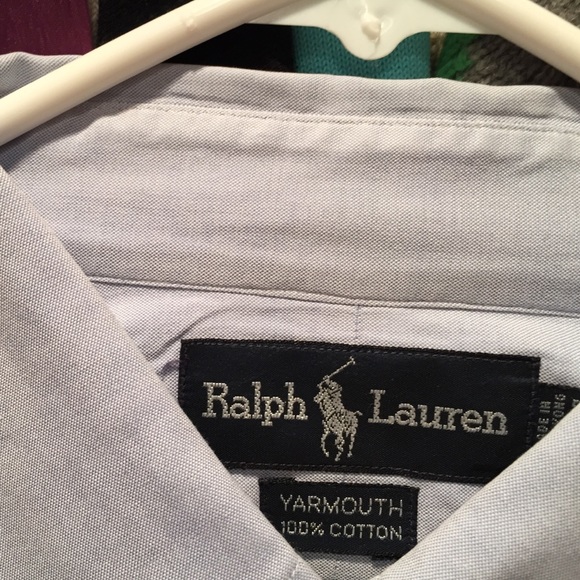 Ralph Lauren
YARMOUTH
100% COTTON